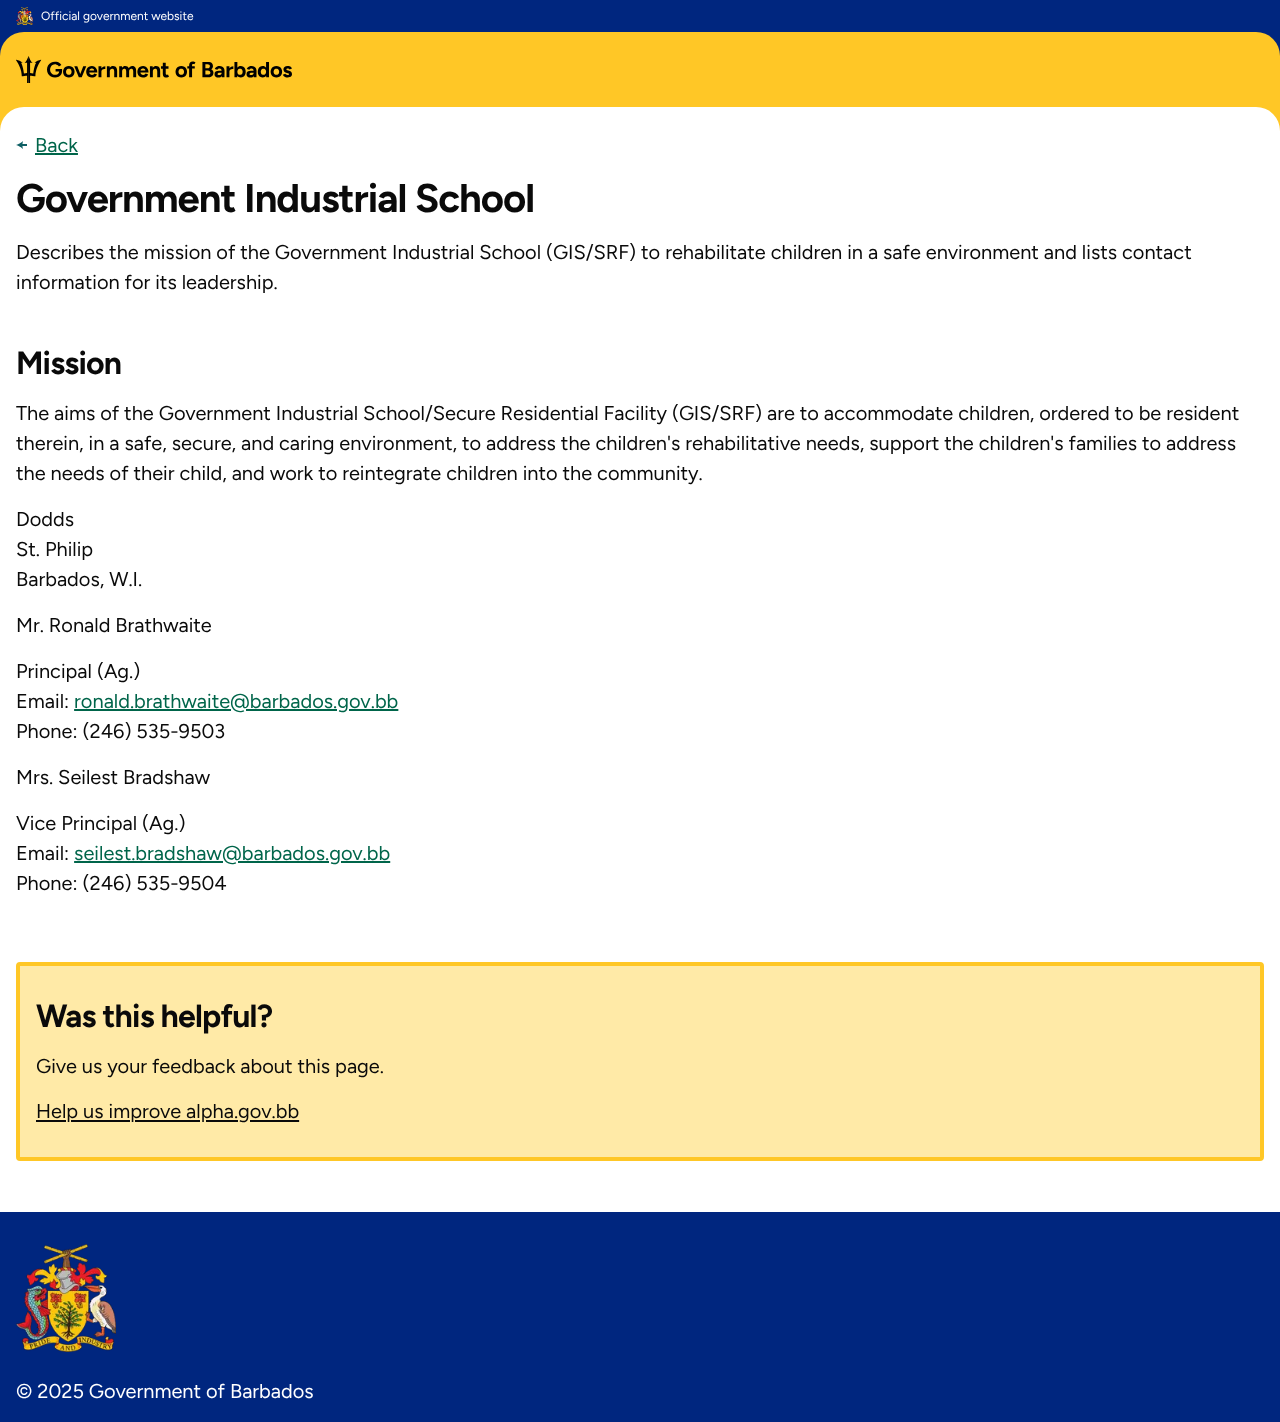 Official government website
Government of Barbados
Back
Government Industrial School
Describes the mission of the Government Industrial School (GIS/SRF) to rehabilitate children in a safe environment and lists contact
information for its leadership.
Mission
The aims of the Government Industrial School/Secure Residential Facility (GIS/SRF) are to accommodate children, ordered to be resident
therein, in a safe, secure, and caring environment, to address the children's rehabilitative needs, support the children's families to address
the needs of their child, and work to reintegrate children into the community.
Dodds
St. Philip
Barbados, W.I.
Mr. Ronald Brathwaite
Principal (Ag.)
Email: ronald.brathwaite@barbados.gov.bb
Phone: (246) 535-9503
Mrs. Seilest Bradshaw
Vice Principal (Ag.)
Email: seilest.bradshaw@barbados.gov.bb
Phone: (246) 535-9504
Was this helpful?
Give us your feedback about this page.
Help us improve alpha.gov.bb
PRIDE AND INDUSTRY
© 2025 Government of Barbados